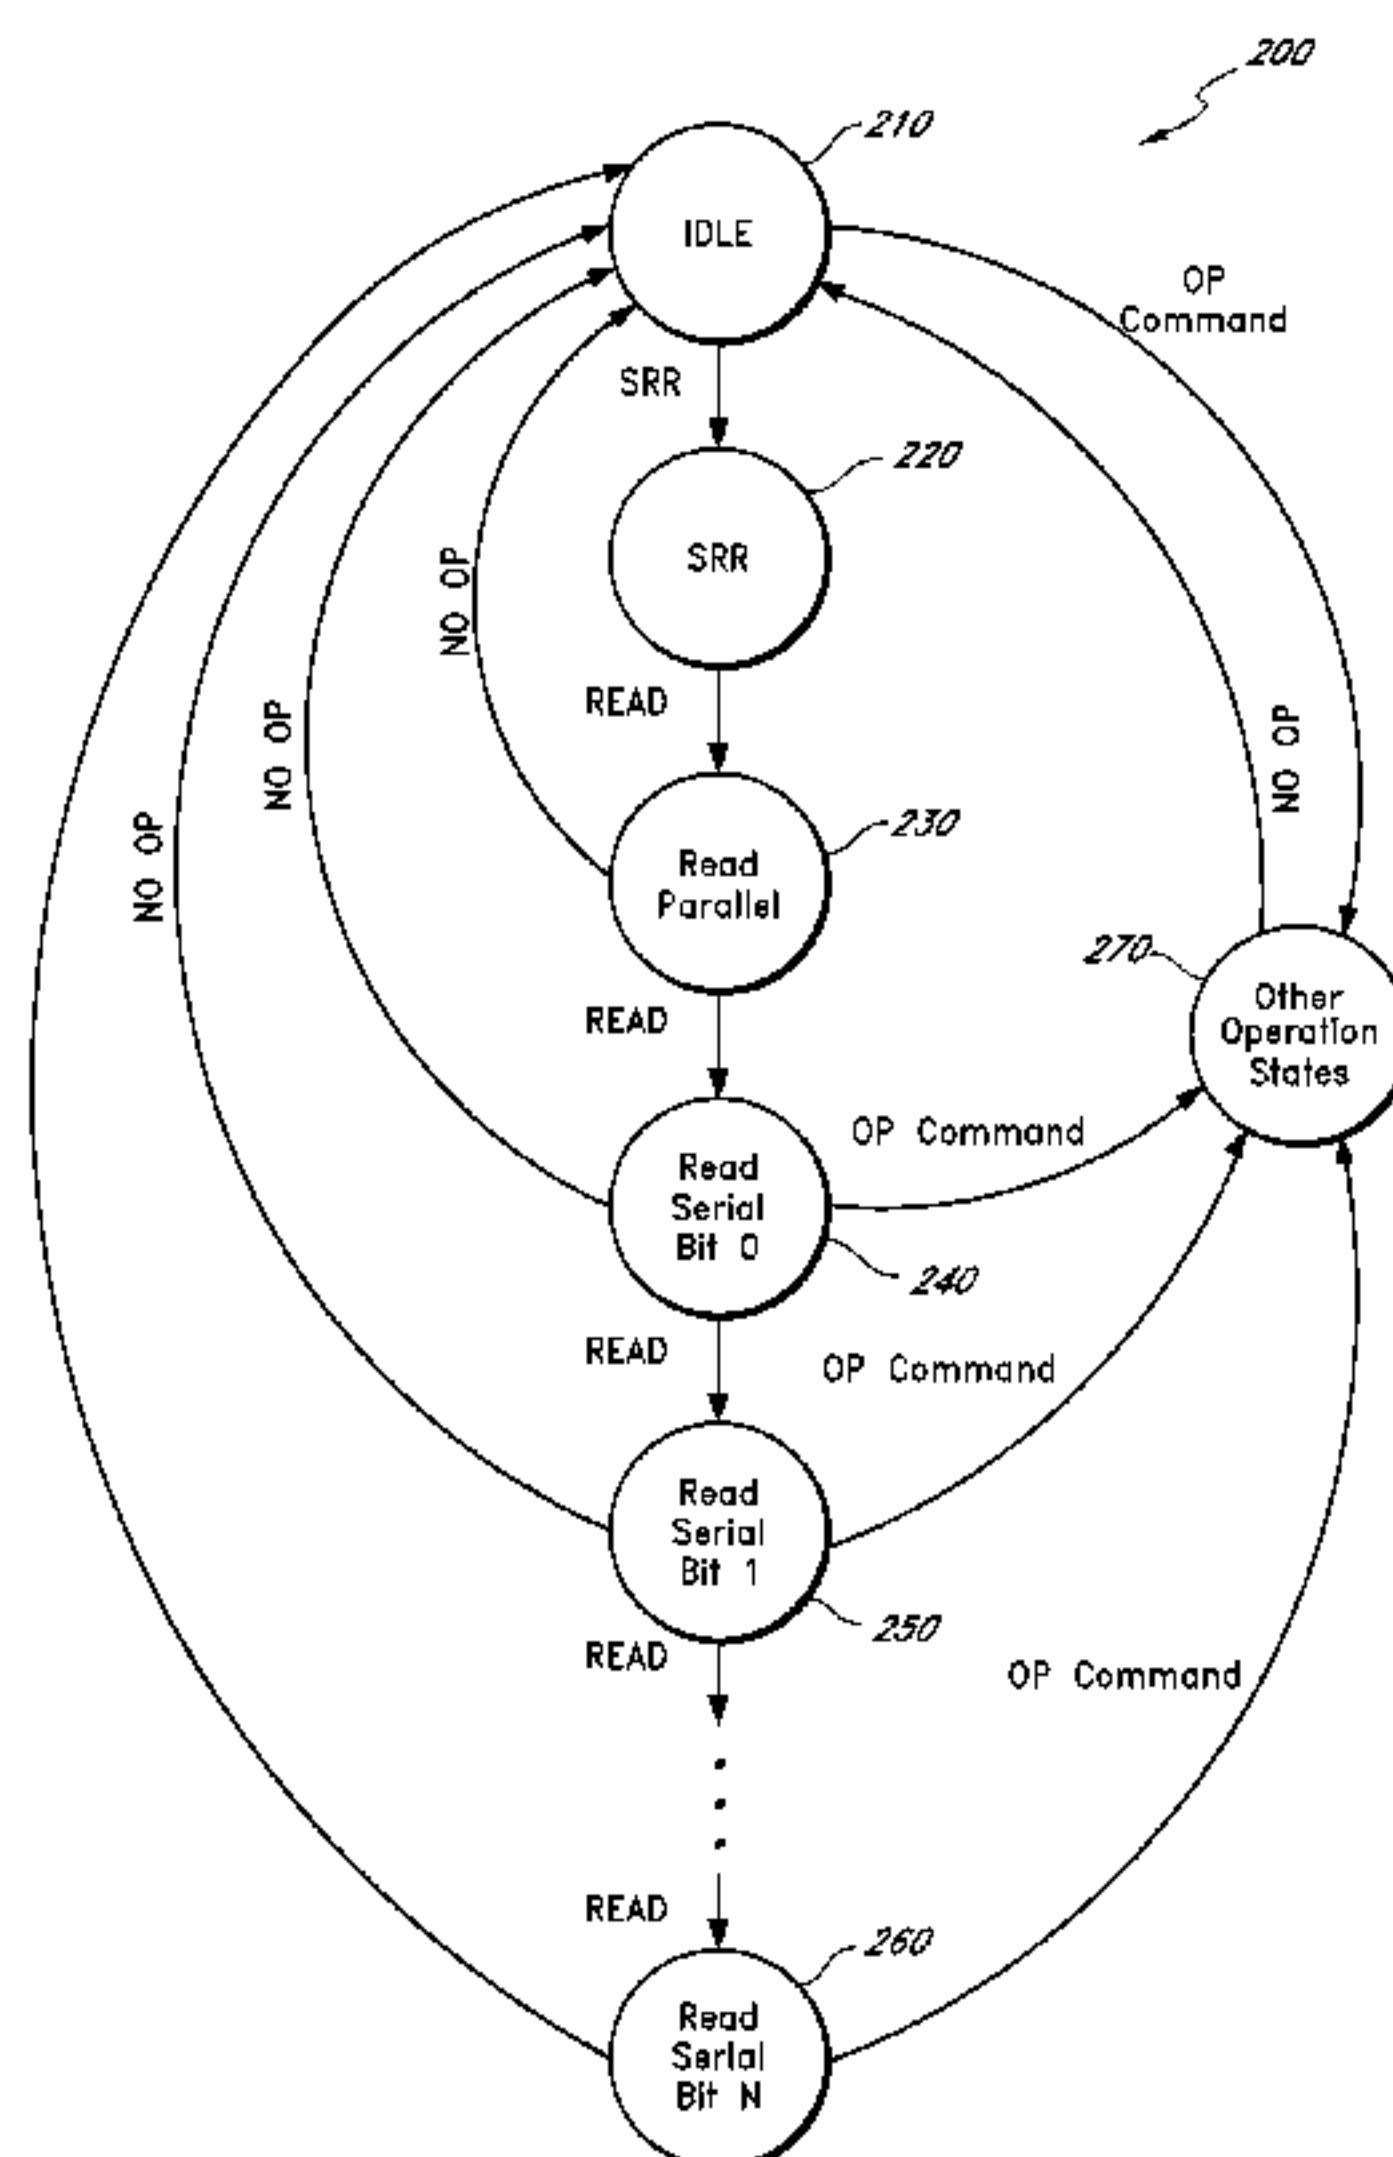 200
210
IDLE
OP
Command
SRR
220
SRR
NO OP
READ
NO OP
NO OP
230
Read
Parallel
NO OP
270
Other
Operation
States
READ
OP Command
Read
Serial
Bit 0
240
READ
OP Command
Read
Serial
Bit 1
250
READ
OP Command
READ
260
Read
Serial
Bit N